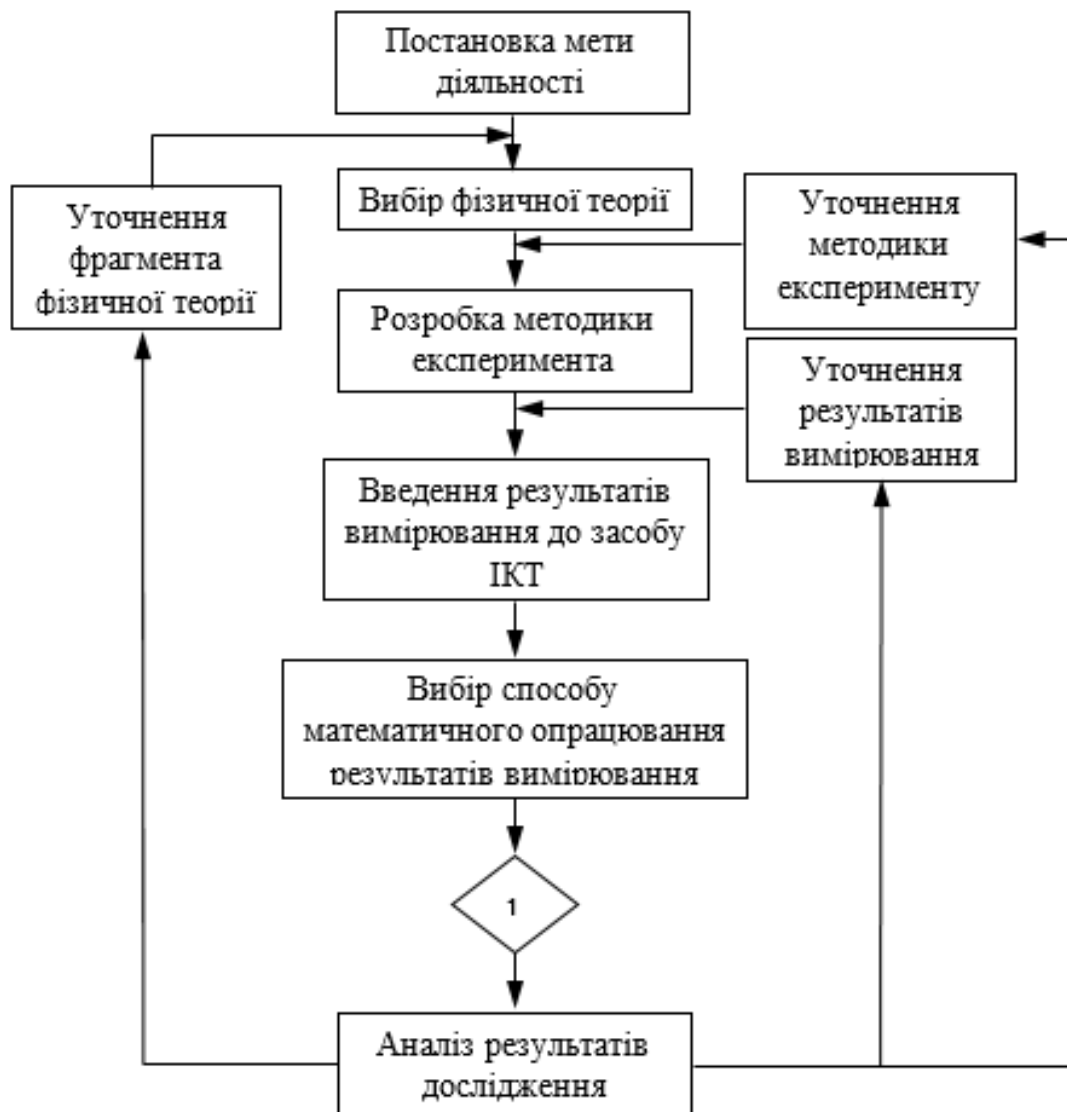 Постановка мети
діяльності
Уточнення
фрагмента
фізичної теорії
Вибір фізичної теорії
Уточнення
методики
експерименту
Розробка методики
експеримента
Уточнення
результатів
вимірювання
Введення результатів
вимірювання до засобу
ІКТ
Вибір способу
математичного опрацювання
результатів вимірювання
1
Аналіз результатів
дослідження